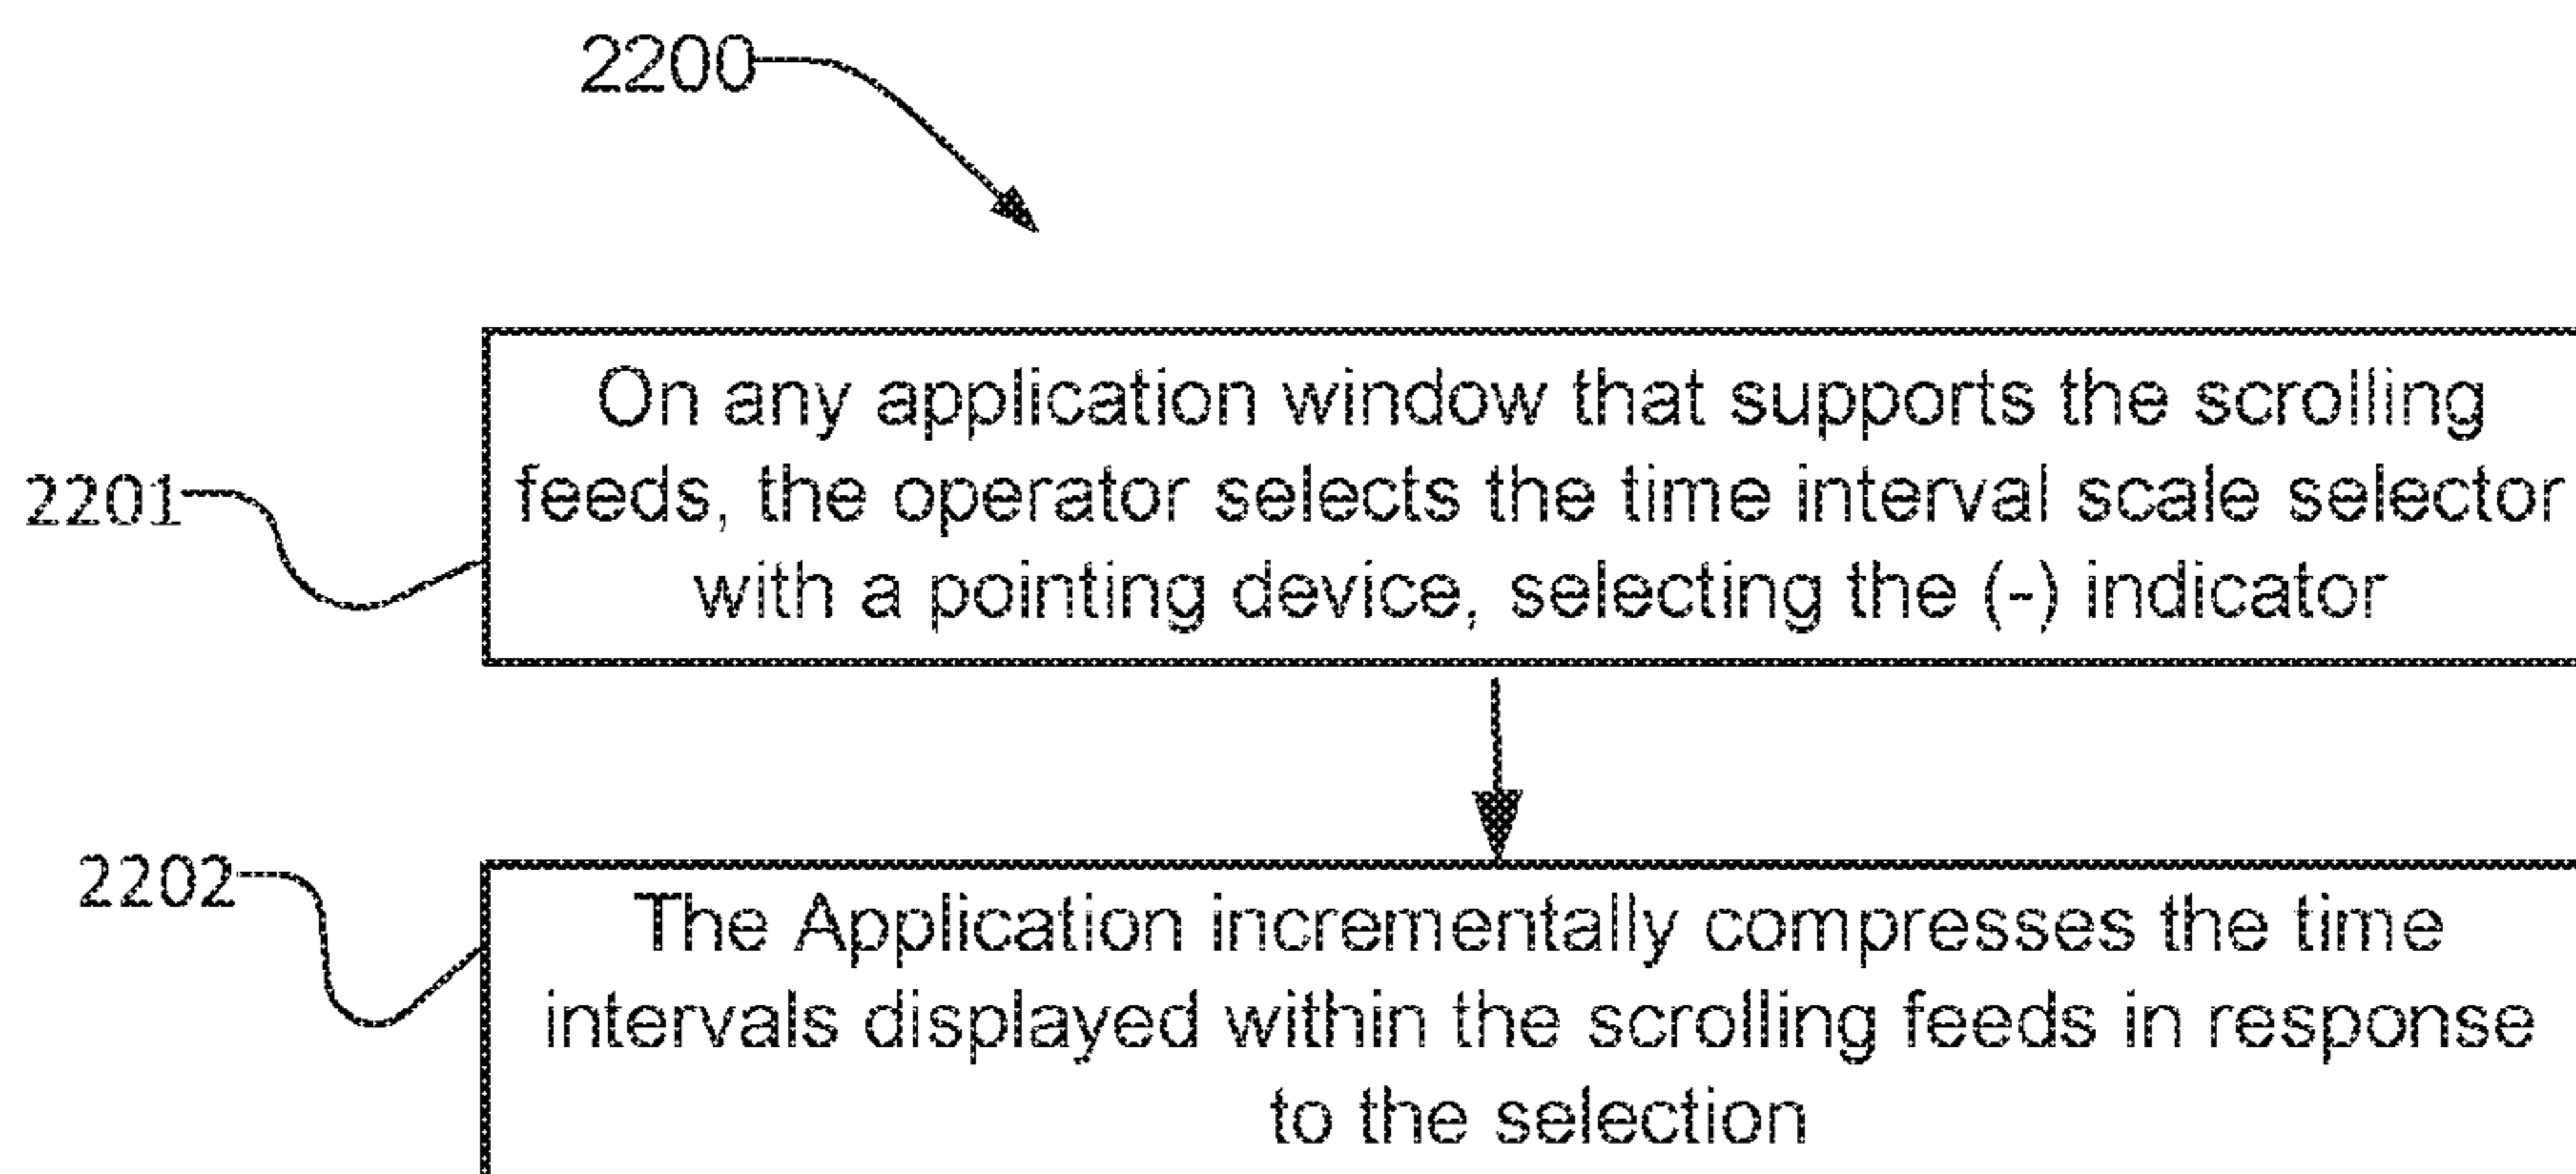 2200
On any application window that supports the scrolling
2201
feeds, the operator selects the time interval scale selector
with a pointing device, selecting the (-) indicator
2202
The Application incrementally compresses the time
intervals displayed within the scrolling feeds in response
to the selection